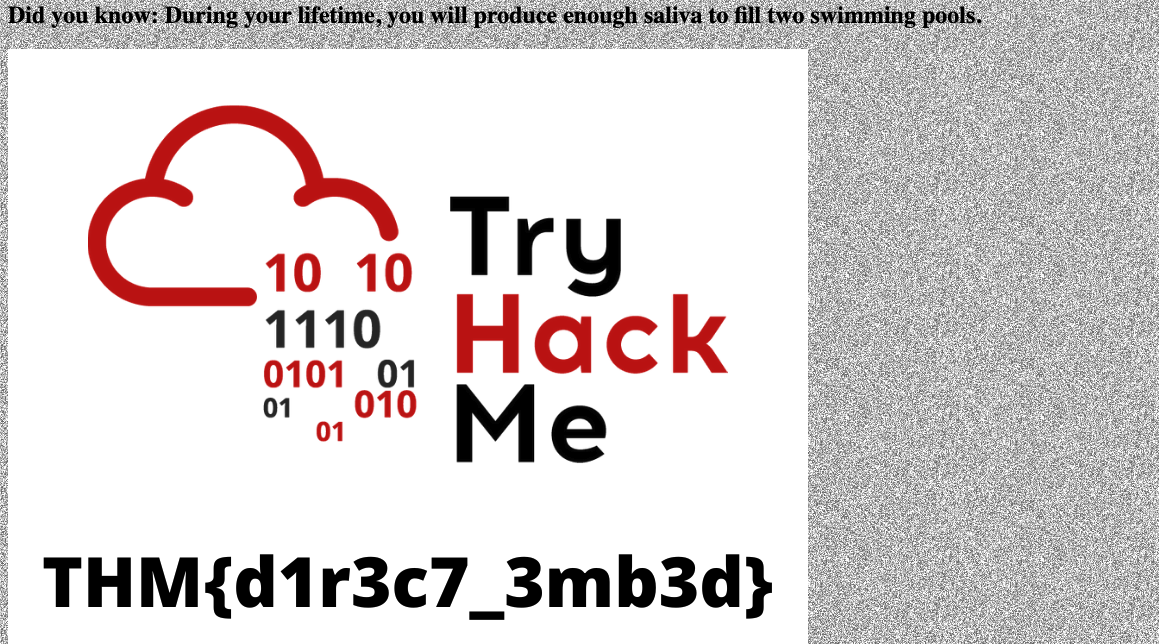 Did you know: During your lifetime, you will produce enough saliva to fill two swimming pools.
Try
Hack
Me
10 10
1110
0101 01
01 010
01
THM{d1r3c7_3mb3d}